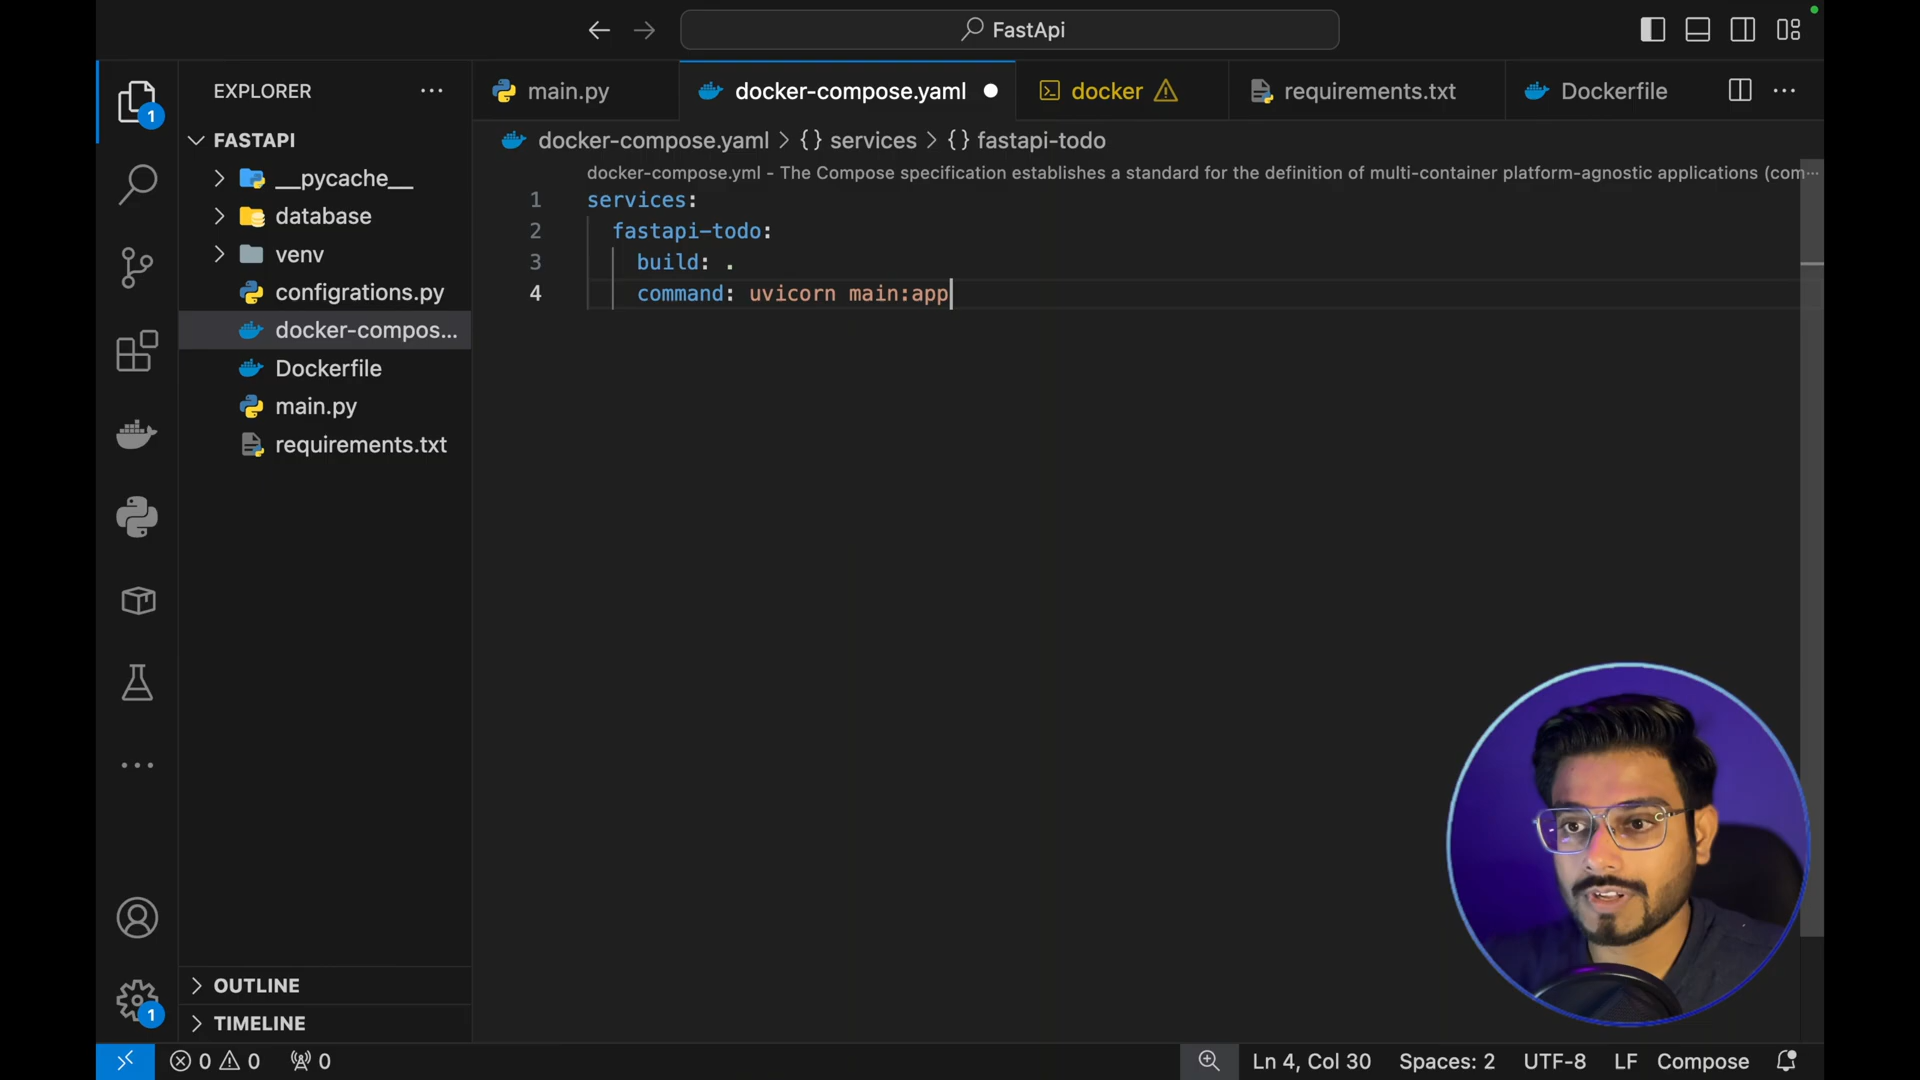 FastApi
EXPLORER
main.py
docker-compose.yaml
docker
requirements.txt
Dockerfile
1
FASTAPI
docker-compose.yaml > {} services > {} fastapi-todo
__pycache__
database
venv
configrations.py
docker-compos...
Dockerfile
main.py
requirements.txt
docker-compose.yml - The Compose specification establishes a standard for the definition of multi-container platform-agnostic applications (com...
1 services:
2 fastapi-todo:
3 build: .
4 command: uvicorn main:app
OUTLINE
1
TIMELINE
0 0 0
Ln 4, Col 30 Spaces: 2 UTF-8 LF Compose